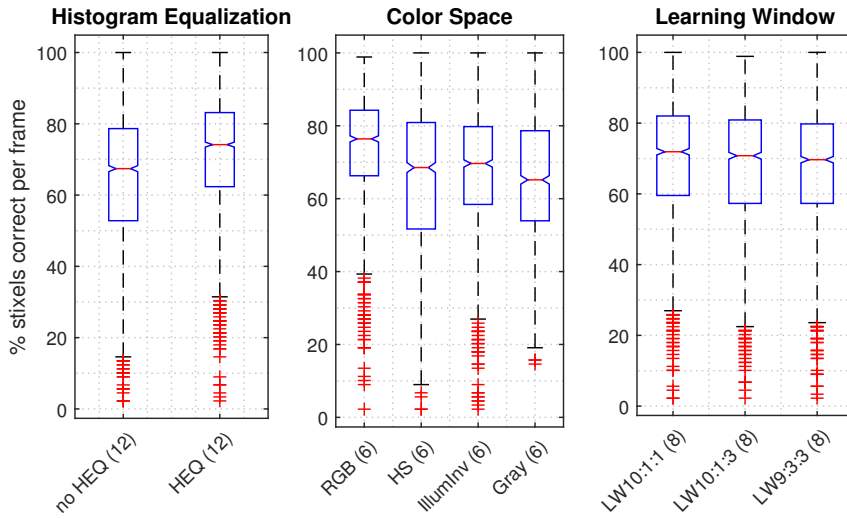 Histogram Equalization
Color Space
Learning Window
% stixels correct per frame
100
80
60
40
20
0
no HEQ (12)
HEQ (12)
100
80
60
40
20
0
RGB (6)
HS (6)
IllumInv (6)
Gray (6)
100
80
60
40
20
0
LW10:1:1 (8)
LW10:1:3 (8)
LW9:3:3 (8)